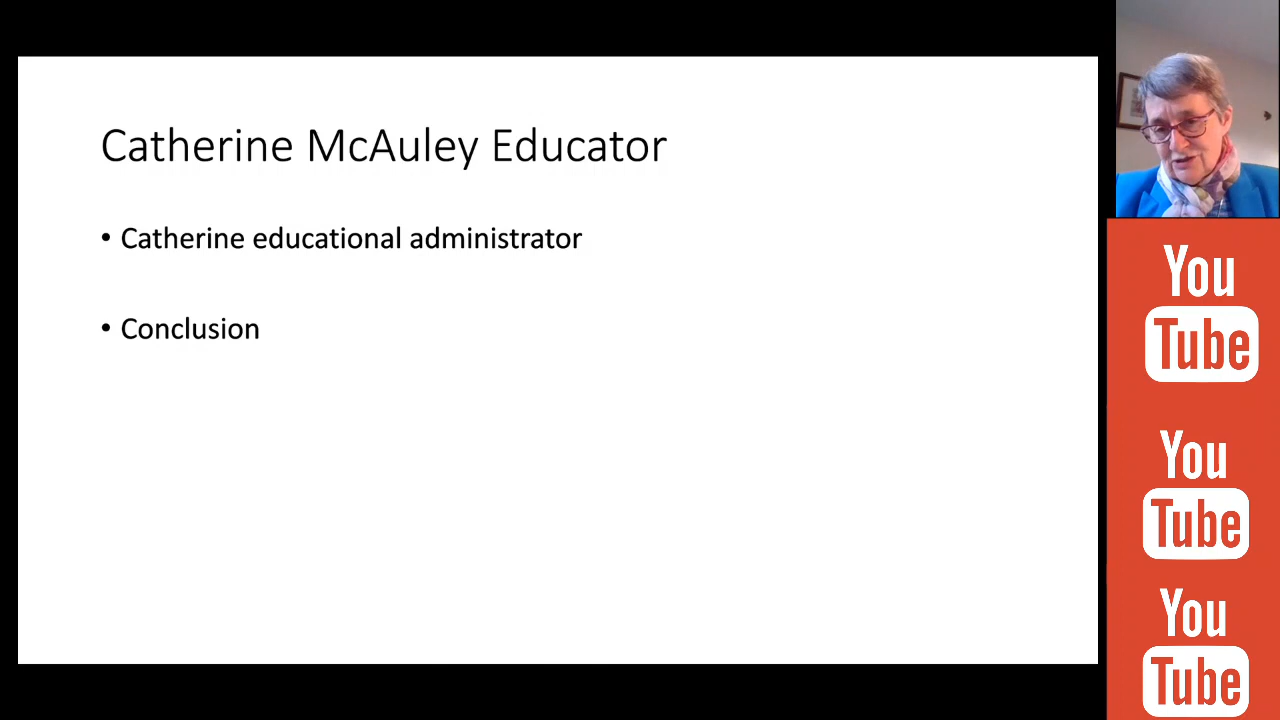 Catherine McAuley Educator
• Catherine educational administrator
• Conclusion
You
Tube
You
Tube
You
Tube